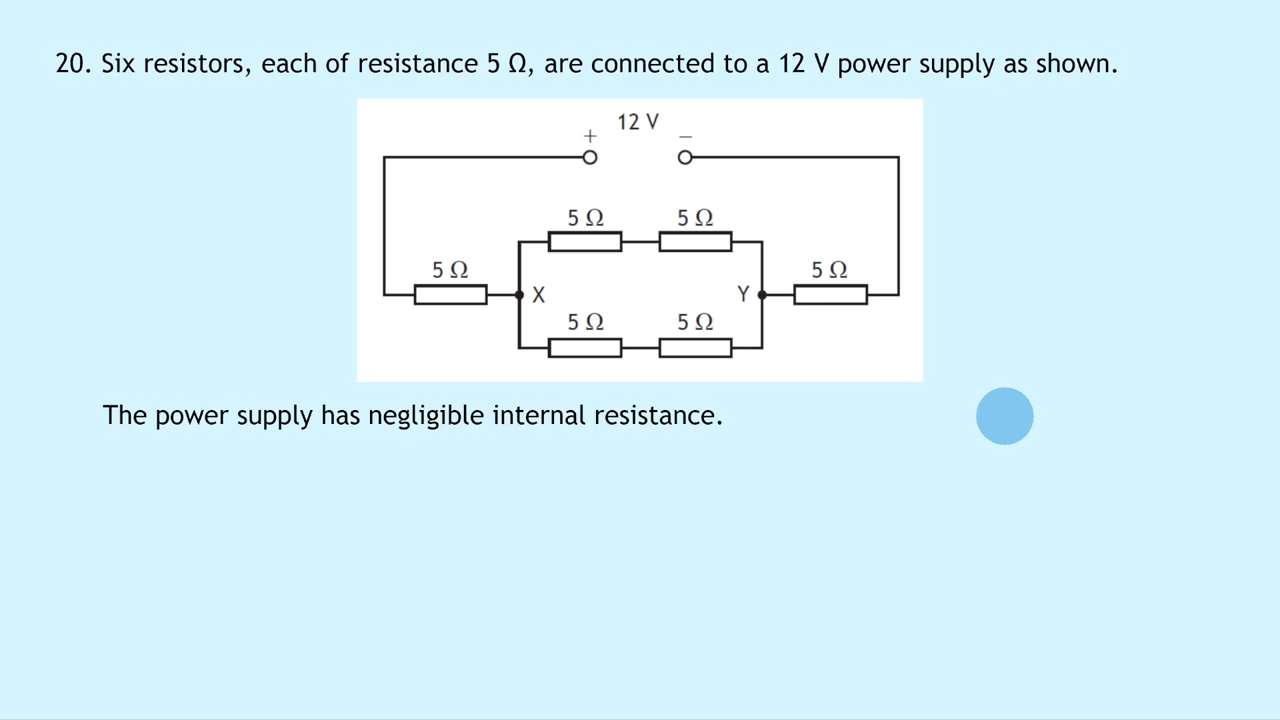 20. Six resistors, each of resistance 5 Ω, are connected to a 12 V power supply as shown.
12 V
+ −
5 Ω 5 Ω
5 Ω 5 Ω
X Y
5 Ω 5 Ω
The power supply has negligible internal resistance.